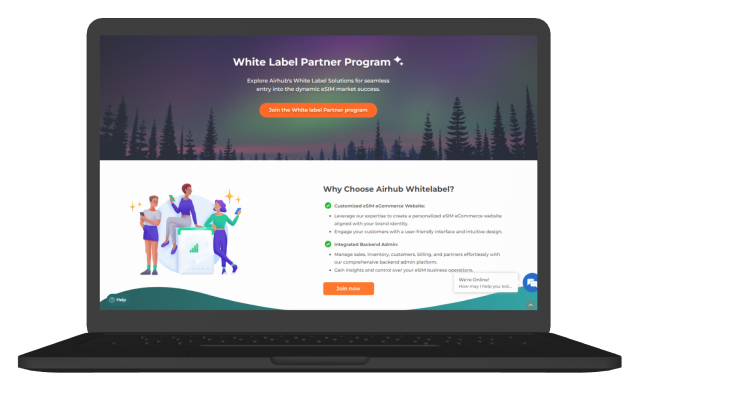 White Label Partner Program
Explore Airhub's White Label Solutions for seamless
entry into the dynamic eSIM market success.
Join the White label Partner program
Why Choose Airhub Whitelabel?
Customized eSIM eCommerce Website:
Leverage our expertise to create a personalized eSIM eCommerce website
aligned with your brand identity.
Engage your customers with a user-friendly interface and intuitive design.
Integrated Backend Admin:
Manage sales, inventory, customers, billing, and partners effortlessly with
our comprehensive backend admin platform.
Gain insights and control over your eSIM business operations.
Join now
We're Online!
How may I help you tod...
Help